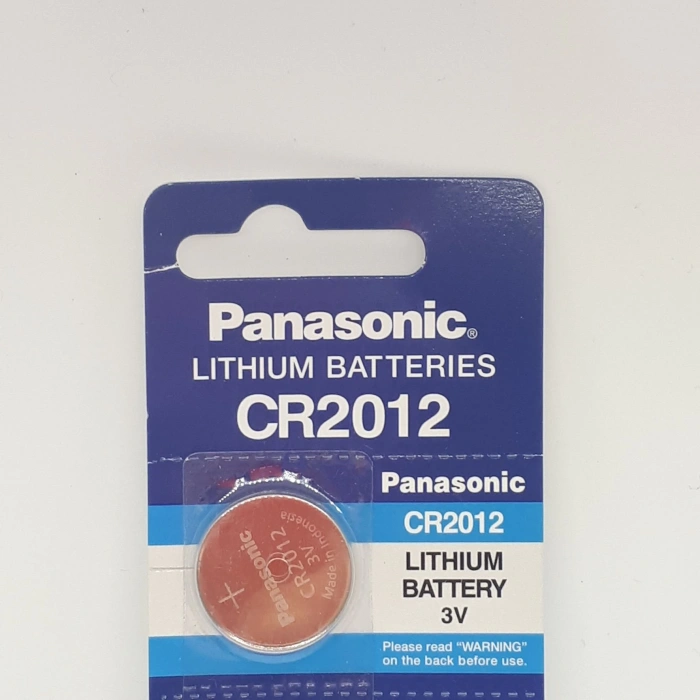 Panasonic®
LITHIUM BATTERIES
CR2012
Panasonic
CR2012
LITHIUM
BATTERY
3V
Please read “WARNING”
on the back before use.
+
Panasonic
CR2012
3V
Made in Indonesia